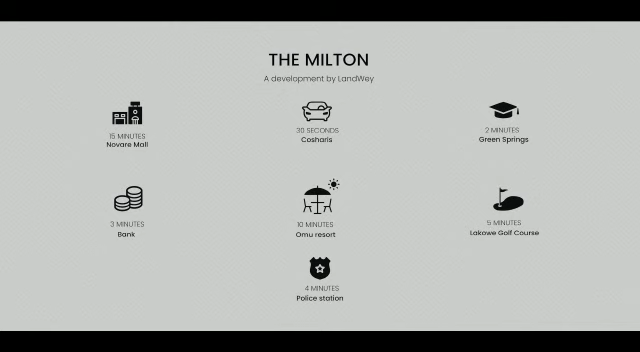 THE MILTON
A development by LandWey
15 MINUTES
Novare Mall
30 SECONDS
Cosharis
2 MINUTES
Green Springs
3 MINUTES
Bank
10 MINUTES
Omu resort
5 MINUTES
Lakowe Golf Course
4 MINUTES
Police station